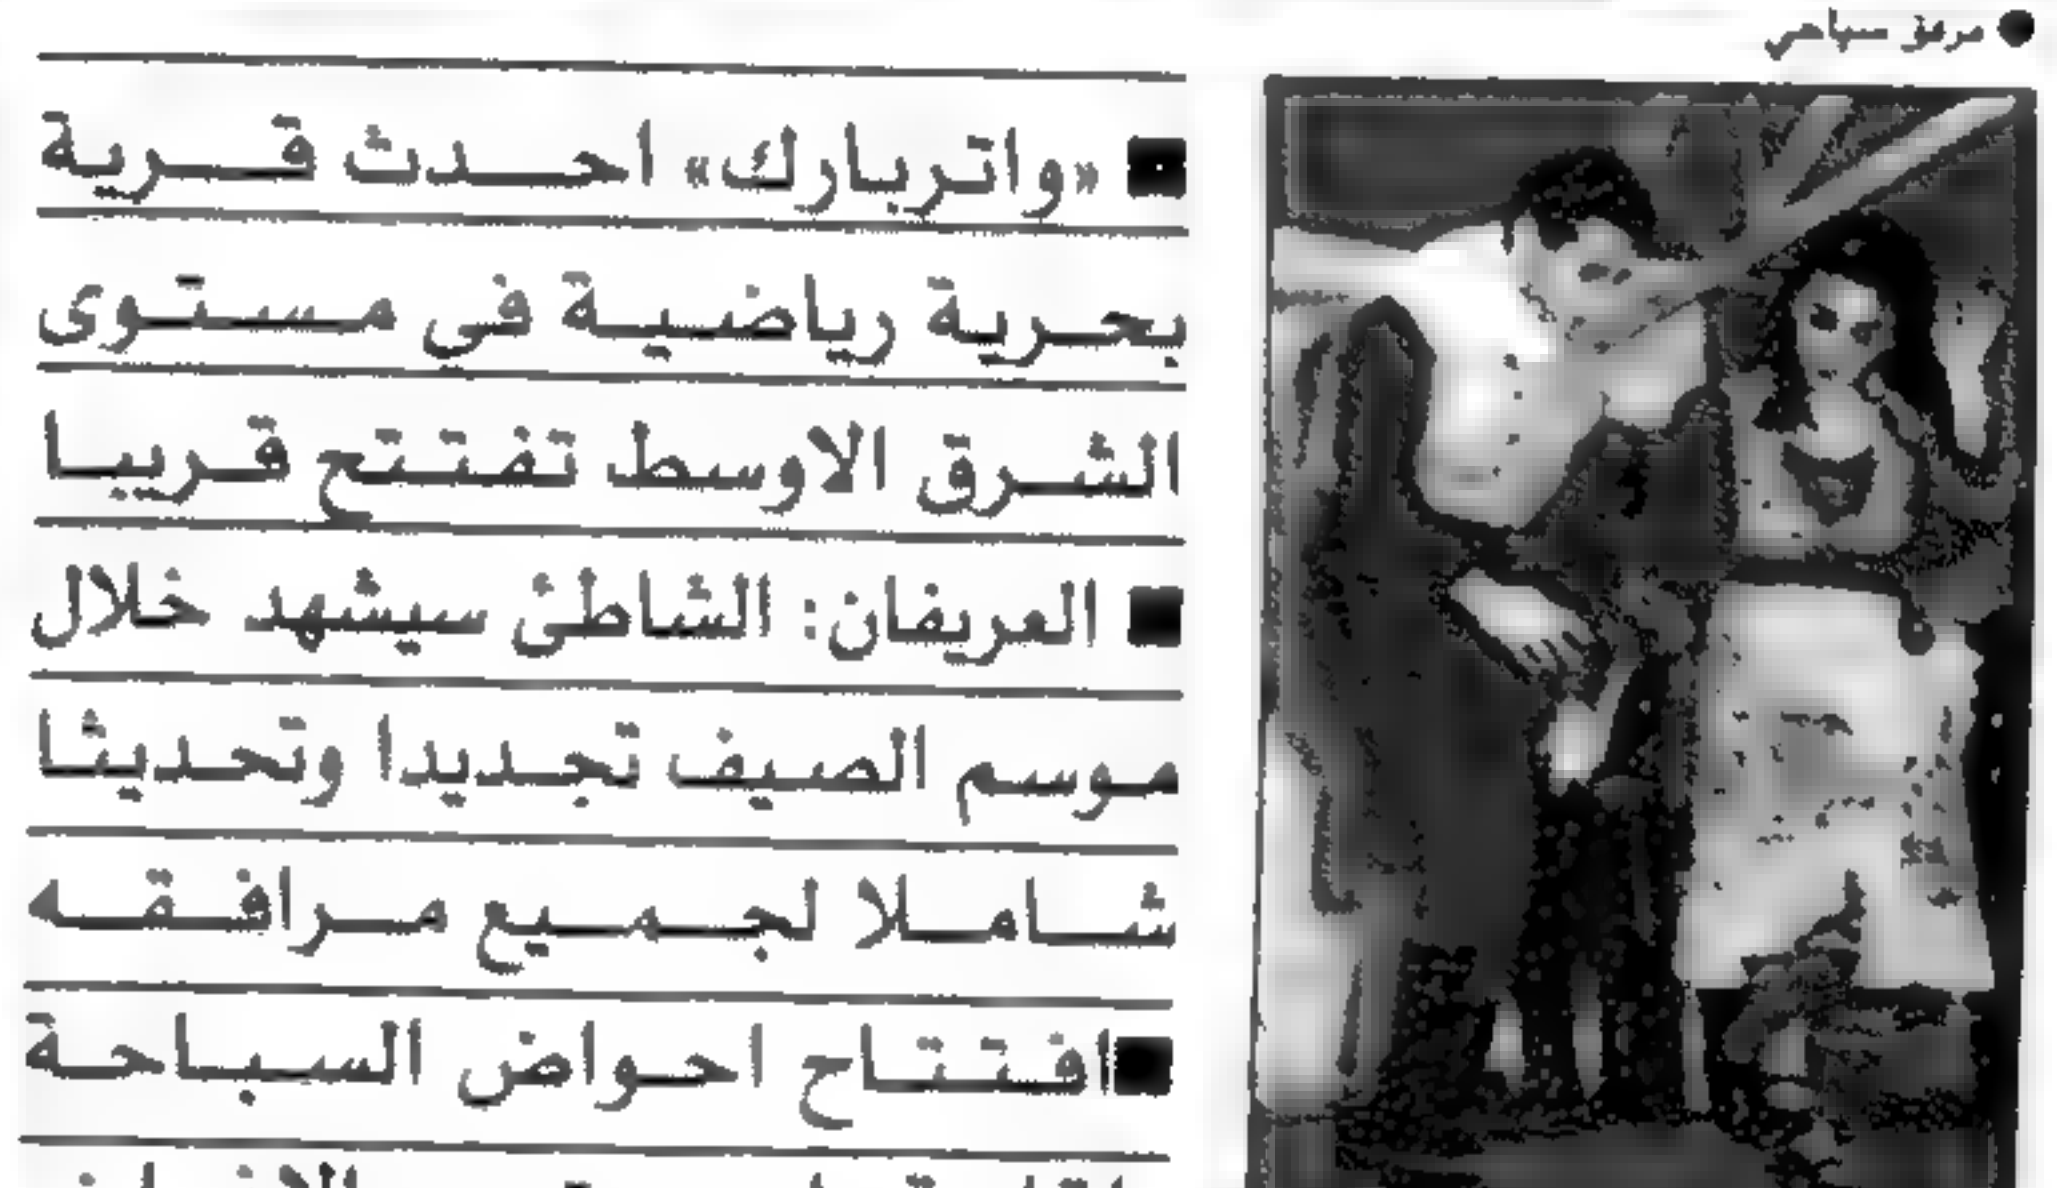 ● مرفق سياحي
■ «واتربارك» احدث قرية
بحرية رياضية في مستوى
الشرق الاوسط تفتتح قريبا
■ العريفان: الشاطئ سيشهد خلال
موسم الصيف تجديدا وتحديثا
شاملا لجميع مرافقه
■ افتتاح احواض السباحة